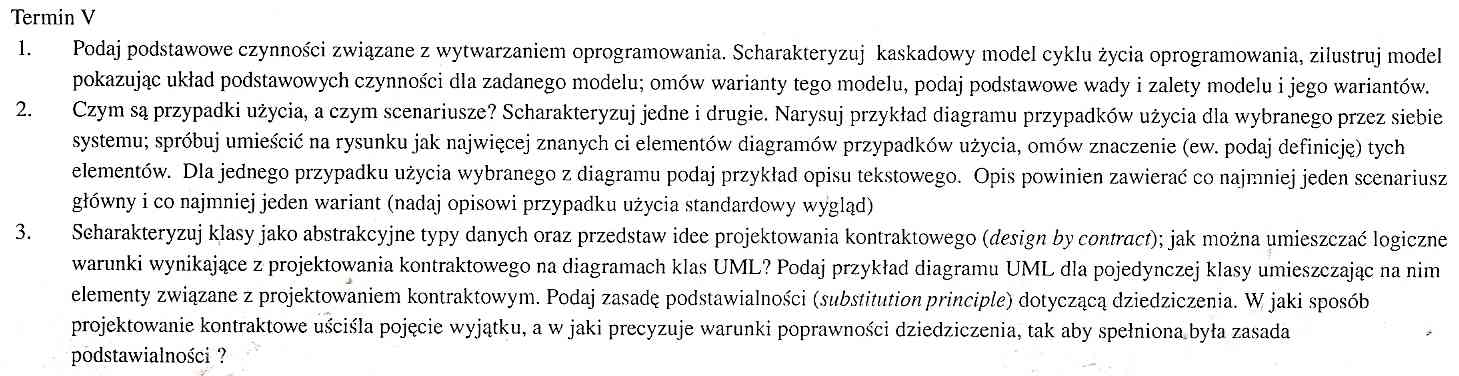 Termin V
1. Podaj podstawowe czynności związane z wytwarzaniem oprogramowania. Scharakteryzuj kaskadowy model cyklu życia oprogramowania, zilustruj model
pokazując układ podstawowych czynności dla zadanego modelu; omów warianty tego modelu, podaj podstawowe wady i zalety modelu i jego wariantów.
2. Czym są przypadki użycia, a czym scenariusze? Scharakteryzuj jedne i drugie. Narysuj przykład diagramu przypadków użycia dla wybranego przez siebie
systemu; spróbuj umieścić na rysunku jak najwięcej znanych ci elementów diagramów przypadków użycia, omów znaczenie (ew. podaj definicję) tych
elementów. Dla jednego przypadku użycia wybranego z diagramu podaj przykład opisu tekstowego. Opis powinien zawierać co najmniej jeden scenariusz
główny i co najmniej jeden wariant (nadaj opisowi przypadku użycia standardowy wygląd)
3. Scharakteryzuj klasy jako abstrakcyjne typy danych oraz przedstaw idee projektowania kontraktowego (design by contract); jak można umieszczać logiczne
warunki wynikające z projektowania kontraktowego na diagramach klas UML? Podaj przykład diagramu UML dla pojedynczej klasy umieszczając na nim
elementy związane z projektowaniem kontraktowym. Podaj zasadę podstawialności (substitution principle) dotyczącą dziedziczenia. W jaki sposób
projektowanie kontraktowe uściśla pojęcie wyjątku, a w jaki precyzuje warunki poprawności dziedziczenia, tak aby spełniona była zasada
podstawialności ?